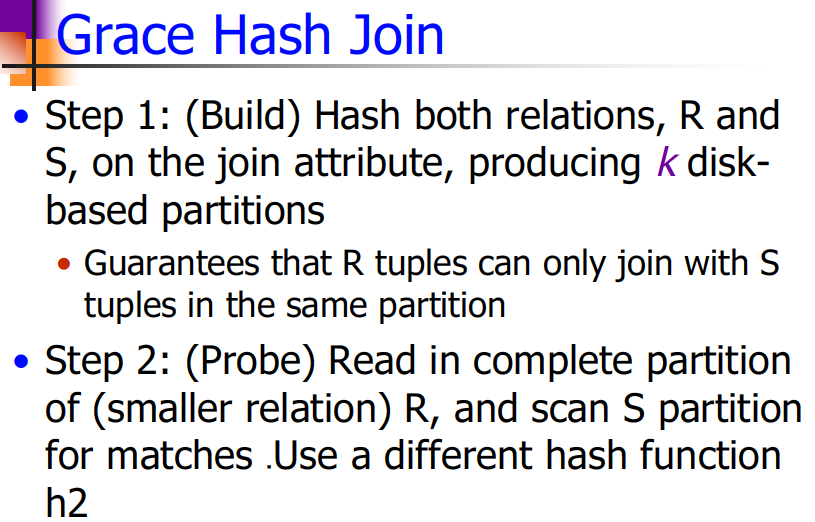 Grace Hash Join
• Step 1: (Build) Hash both relations, R and
S, on the join attribute, producing k disk-
based partitions
• Guarantees that R tuples can only join with S
tuples in the same partition
• Step 2: (Probe) Read in complete partition
of (smaller relation) R, and scan S partition
for matches .Use a different hash function
h2